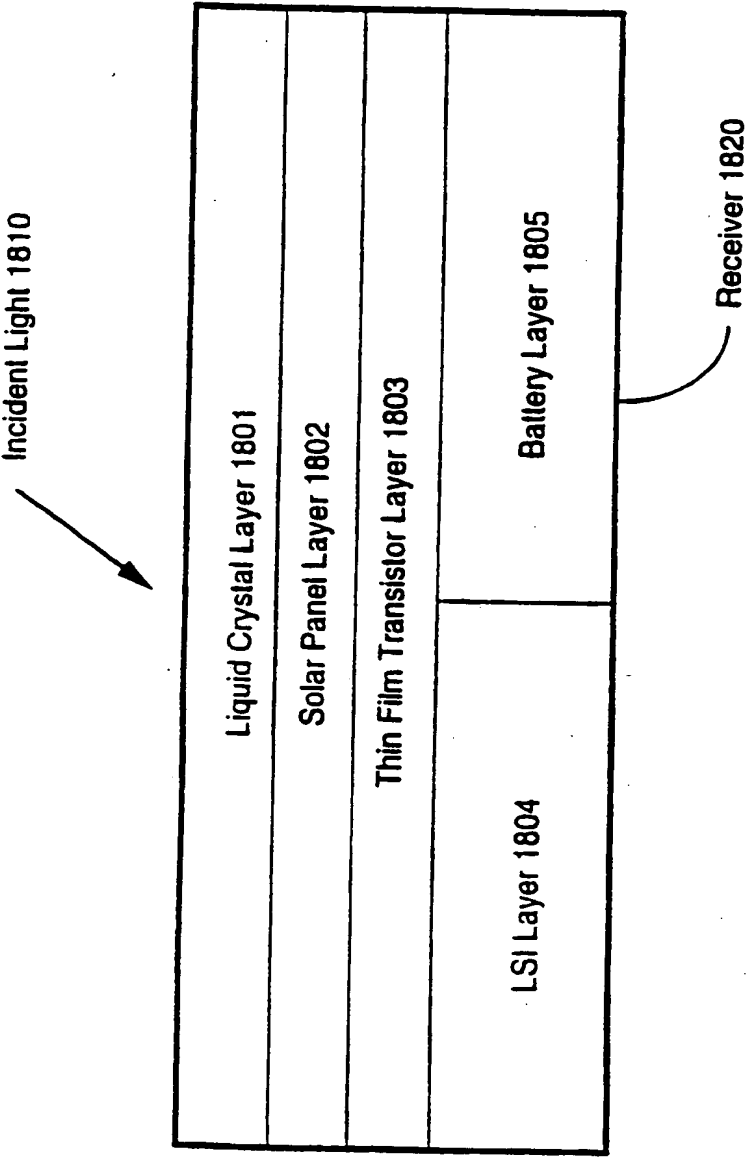 Incident Light 1810
Liquid Crystal Layer 1801
Solar Panel Layer 1802
Thin Film Transistor Layer 1803
LSI Layer 1804
Battery Layer 1805
Receiver 1820